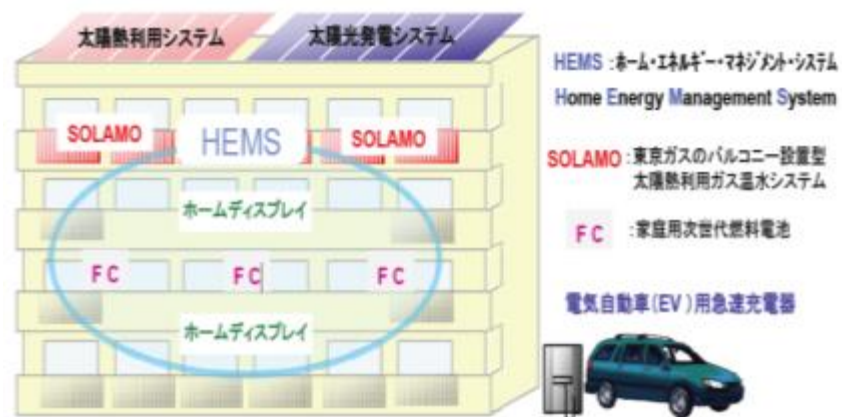 太陽熱利用システム
太陽光発電システム
SOLAMO
HEMS
SOLAMO
ホームディスプレイ
FC
FC
FC
ホームディスプレイ
HEMS:ホーム・エネルギー・マネジメント・システム
Home Energy Management System
SOLAMO:東京ガスのバルコニー設置型
太陽熱利用ガス温水システム
FC:家庭用次世代燃料電池
電気自動車(EV)用急速充電器